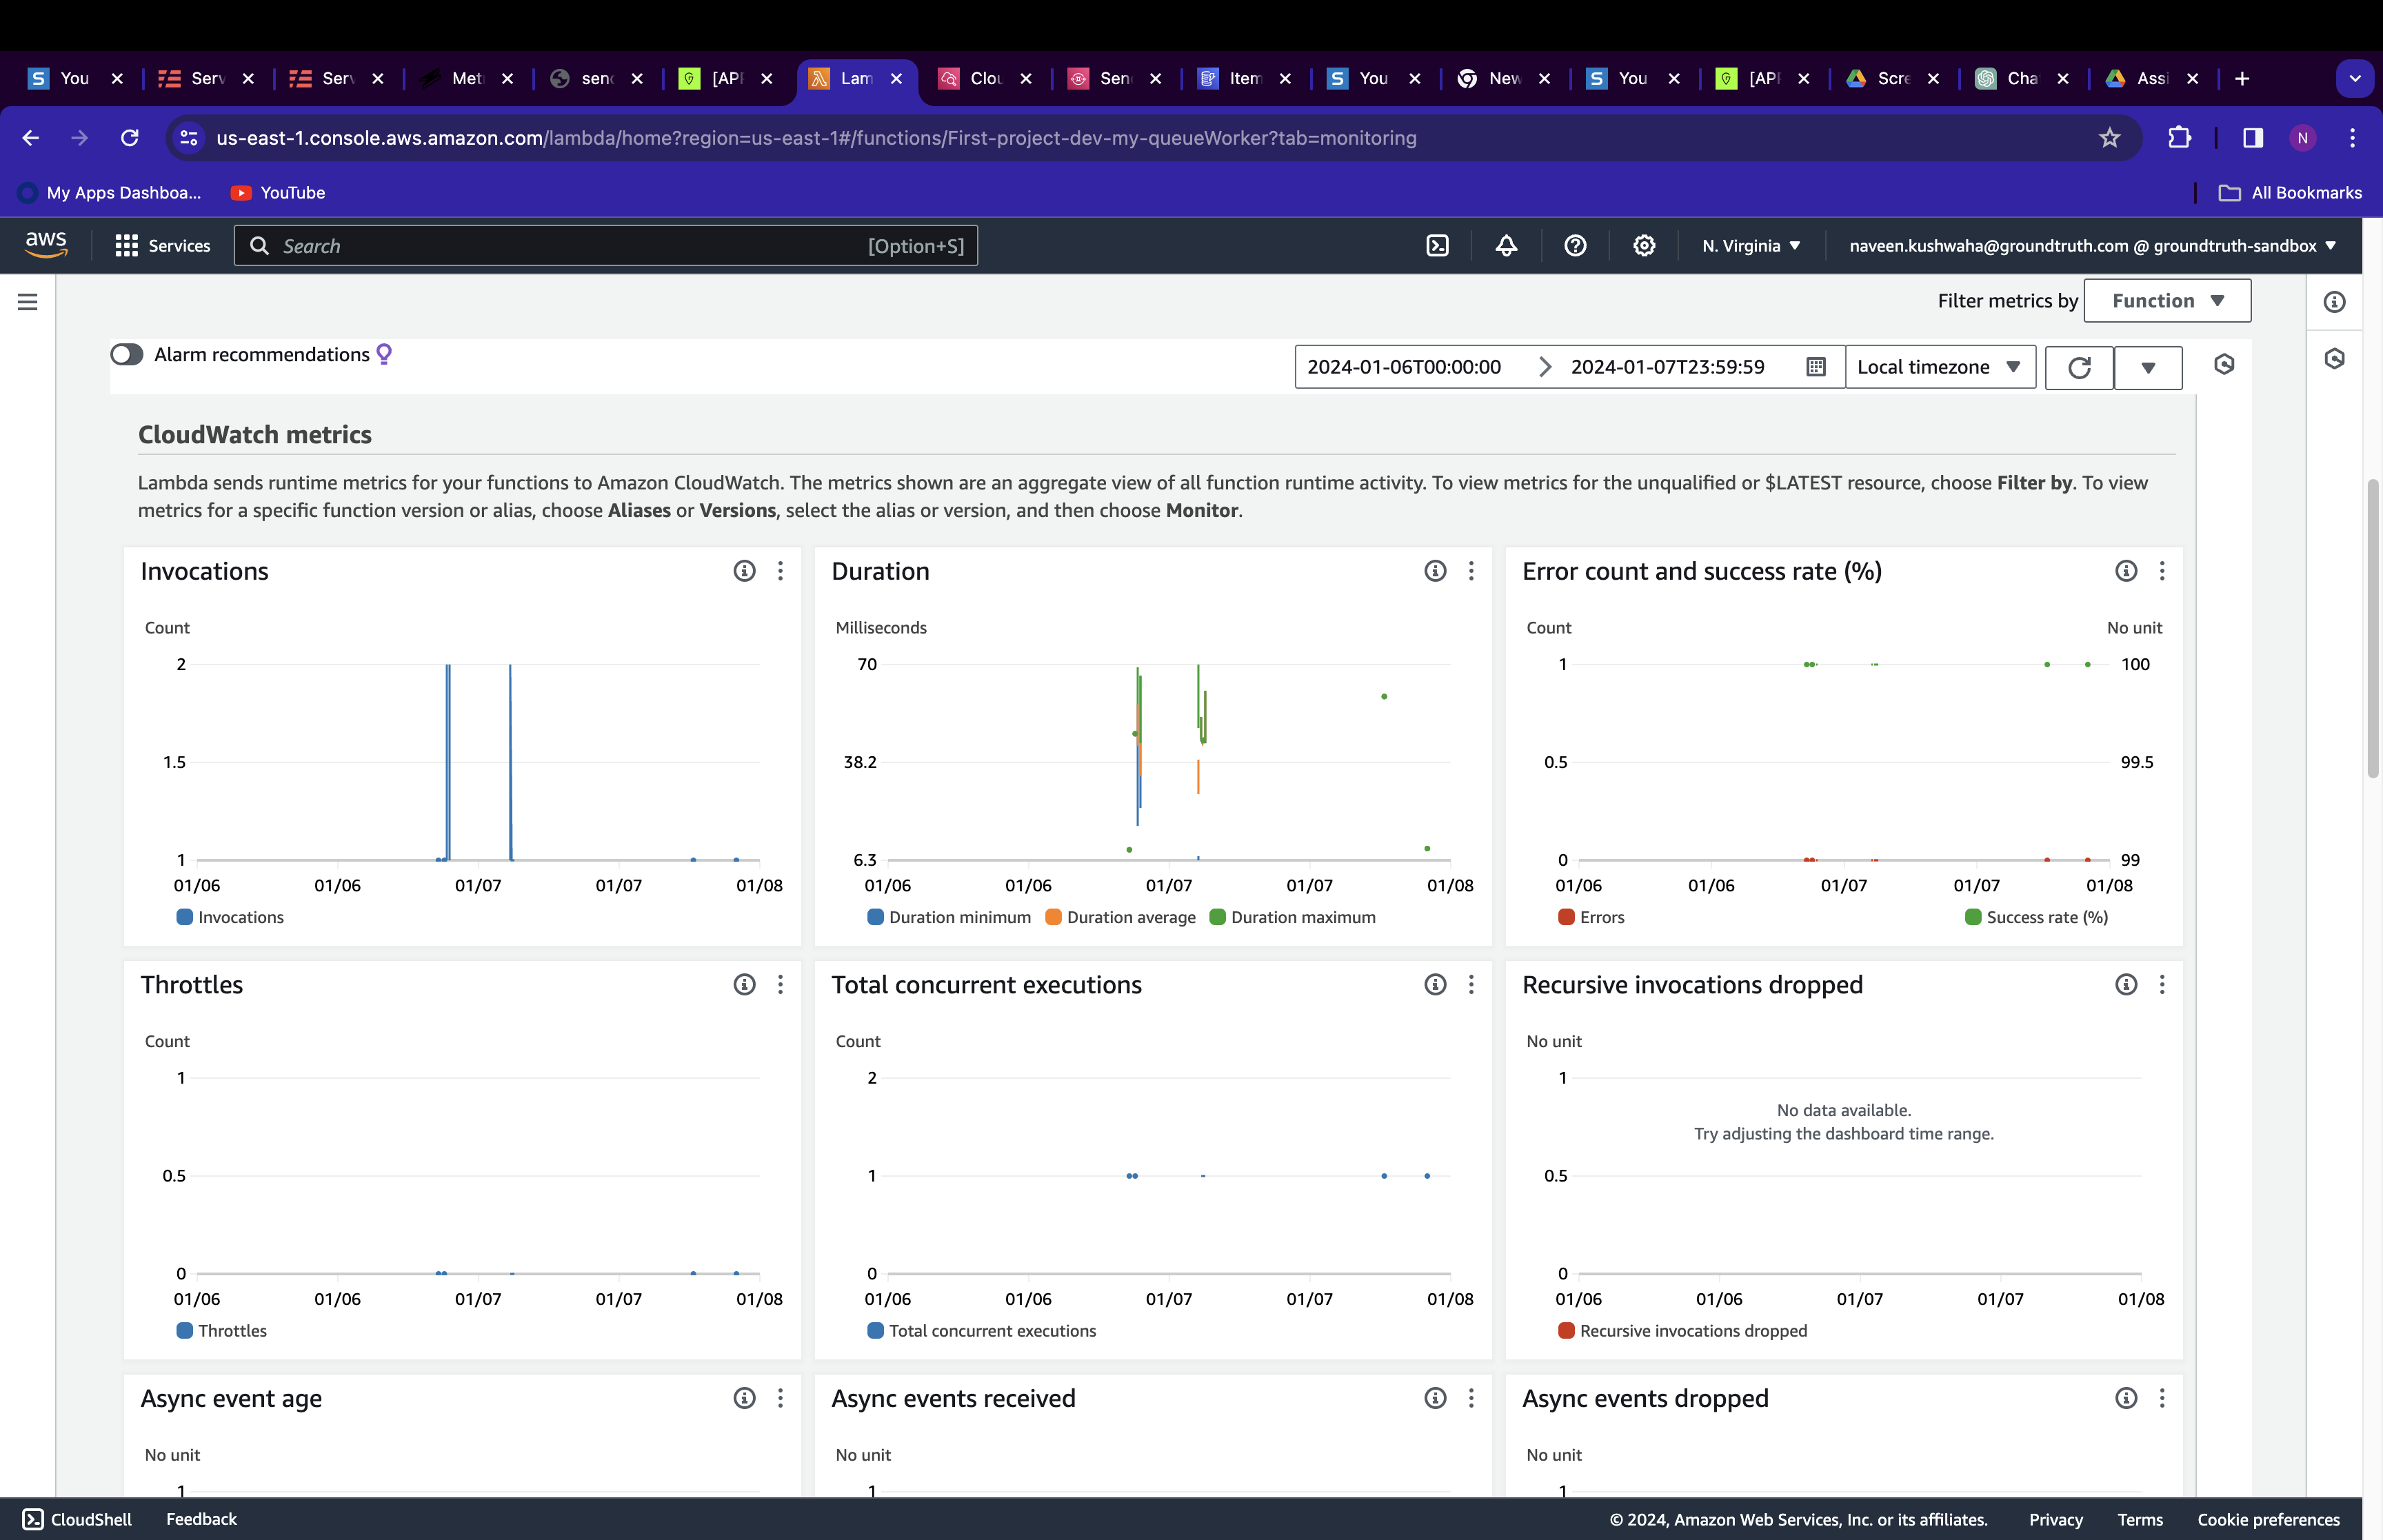 You
Serv
Serv
Met
send
[API
Lam
Clou
Sen
Item
You
New
You
[API
Scre
Cha
Assi
us-east-1.console.aws.amazon.com/lambda/home?region=us-east-1#/functions/First-project-dev-my-queueWorker?tab=monitoring
N
My Apps Dashboa...
YouTube
All Bookmarks
aws
Services
Search
[Option+S]
N. Virginia
naveen.kushwaha@groundtruth.com @ groundtruth-sandbox
Filter metrics by
Function
Alarm recommendations
2024-01-06T00:00:00
2024-01-07T23:59:59
Local timezone
CloudWatch metrics
Lambda sends runtime metrics for your functions to Amazon CloudWatch. The metrics shown are an aggregate view of all function runtime activity. To view metrics for the unqualified or $LATEST resource, choose Filter by. To view
metrics for a specific function version or alias, choose Aliases or Versions, select the alias or version, and then choose Monitor.
Invocations
Count
2
1.5
1
01/06 01/06 01/07 01/07 01/08
Invocations
Duration
Milliseconds
70
38.2
6.3
01/06 01/06 01/07 01/07 01/08
Duration minimum Duration average Duration maximum
Error count and success rate (%)
Count No unit
1 100
0.5 99.5
0 99
01/06 01/06 01/07 01/07 01/08
Errors Success rate (%)
Throttles
Count
1
0.5
0
01/06 01/06 01/07 01/07 01/08
Throttles
Total concurrent executions
Count
2
1
0
01/06 01/06 01/07 01/07 01/08
Total concurrent executions
Recursive invocations dropped
No unit
1
No data available.
Try adjusting the dashboard time range.
0.5
0
01/06 01/06 01/07 01/07 01/08
Recursive invocations dropped
Async event age
No unit
1
Async events received
No unit
1
Async events dropped
No unit
1
CloudShell
Feedback
© 2024, Amazon Web Services, Inc. or its affiliates.
Privacy
Terms
Cookie preferences